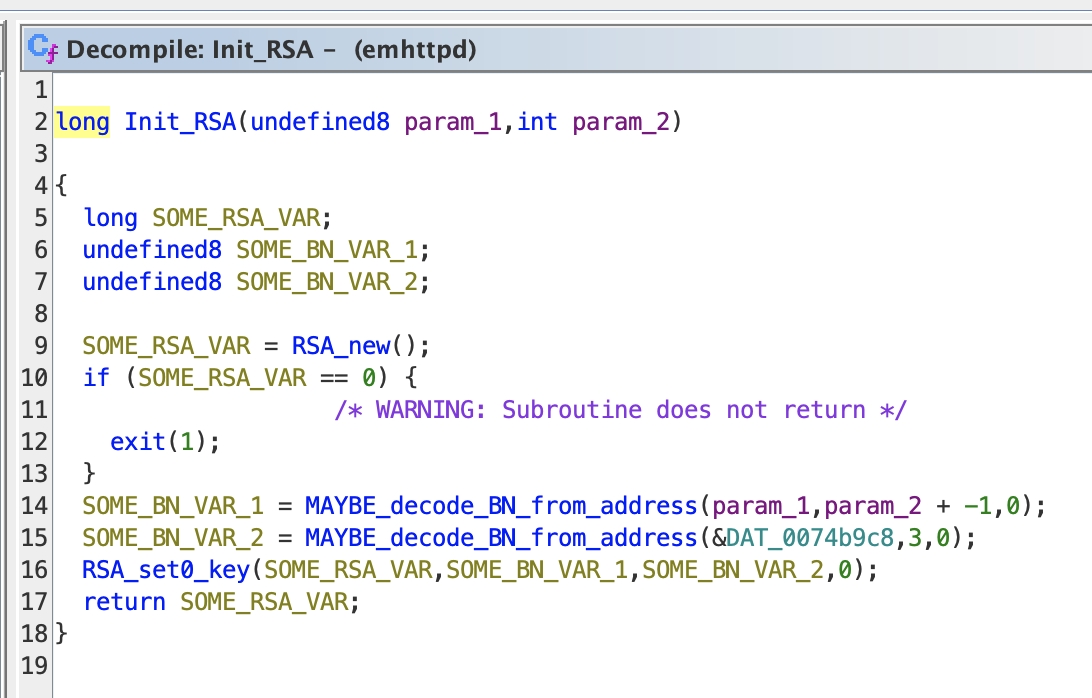 Decompile: Init_RSA - (emhttpd)
1
2 long Init_RSA(undefined8 param_1,int param_2)
3
4 {
5 long SOME_RSA_VAR;
6 undefined8 SOME_BN_VAR_1;
7 undefined8 SOME_BN_VAR_2;
8
9 SOME_RSA_VAR = RSA_new();
10 if (SOME_RSA_VAR == 0) {
11 /* WARNING: Subroutine does not return */
12 exit(1);
13 }
14 SOME_BN_VAR_1 = MAYBE_decode_BN_from_address(param_1,param_2 + -1,0);
15 SOME_BN_VAR_2 = MAYBE_decode_BN_from_address(&DAT_0074b9c8,3,0);
16 RSA_set0_key(SOME_RSA_VAR,SOME_BN_VAR_1,SOME_BN_VAR_2,0);
17 return SOME_RSA_VAR;
18 }
19